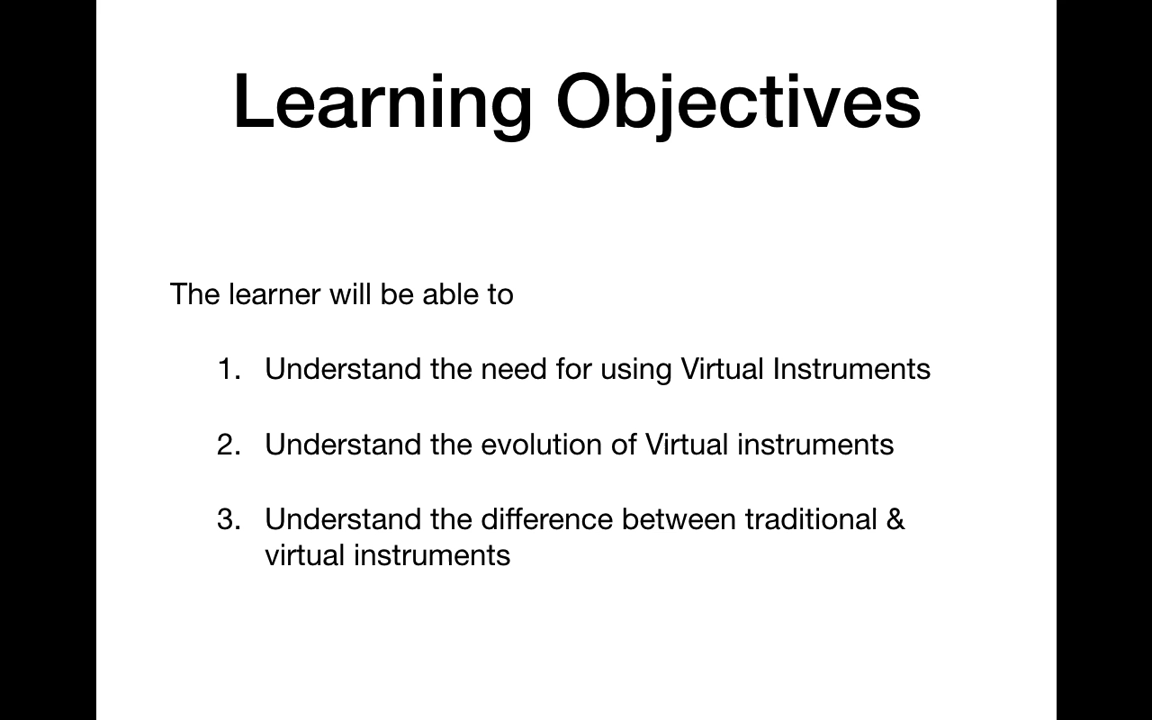 Learning Objectives
The learner will be able to
1. Understand the need for using Virtual Instruments
2. Understand the evolution of Virtual instruments
3. Understand the difference between traditional &
virtual instruments